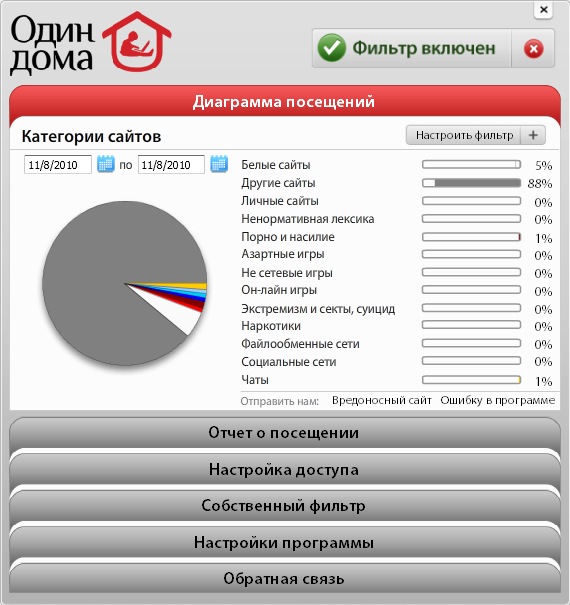 Один
дома
Фильтр включен
Диаграмма посещений
Категории сайтов
Настроить фильтр +
11/8/2010 по 11/8/2010
Белые сайты 5%
Другие сайты 88%
Личные сайты 0%
Ненормативная лексика 0%
Порно и насилие 1%
Азартные игры 0%
Не сетевые игры 0%
Он-лайн игры 0%
Экстремизм и секты, суицид 0%
Наркотики 0%
Файлообменные сети 0%
Социальные сети 0%
Чаты 1%
Отправить нам: Вредоносный сайт Ошибку в программе
Отчет о посещении
Настройка доступа
Собственный фильтр
Настройки программы
Обратная связь